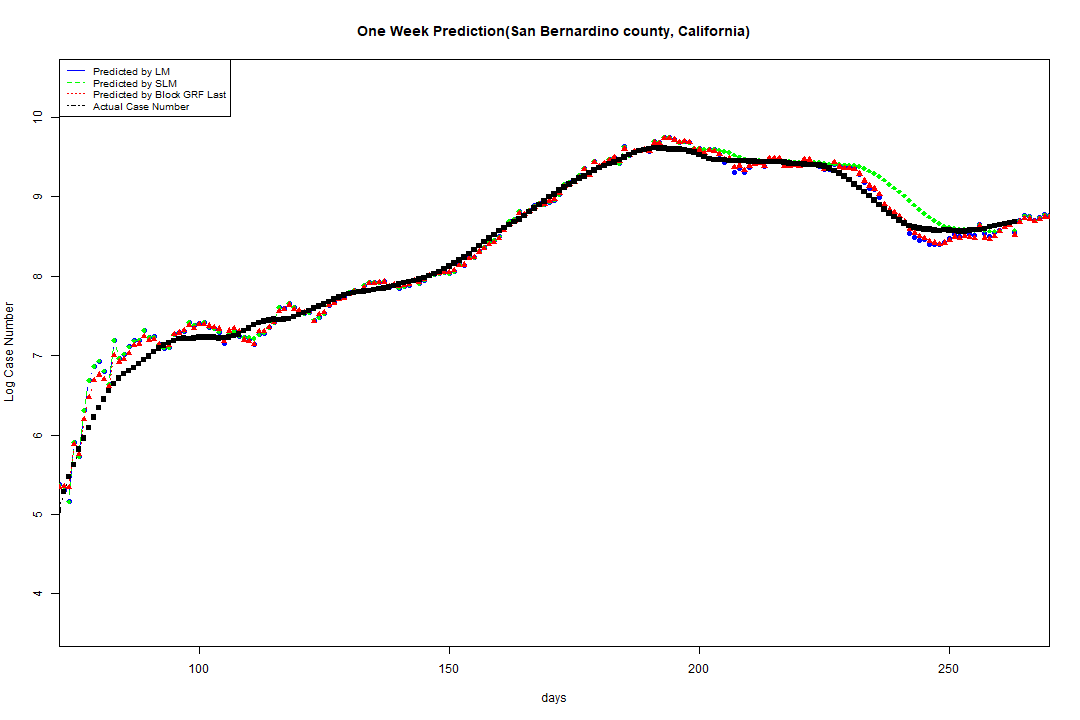 One Week Prediction(San Bernardino county, California)
Predicted by LM
Predicted by SLM
Predicted by Block GRF Last
Actual Case Number
Log Case Number
10
9
8
7
6
5
4
100 150 200 250
days